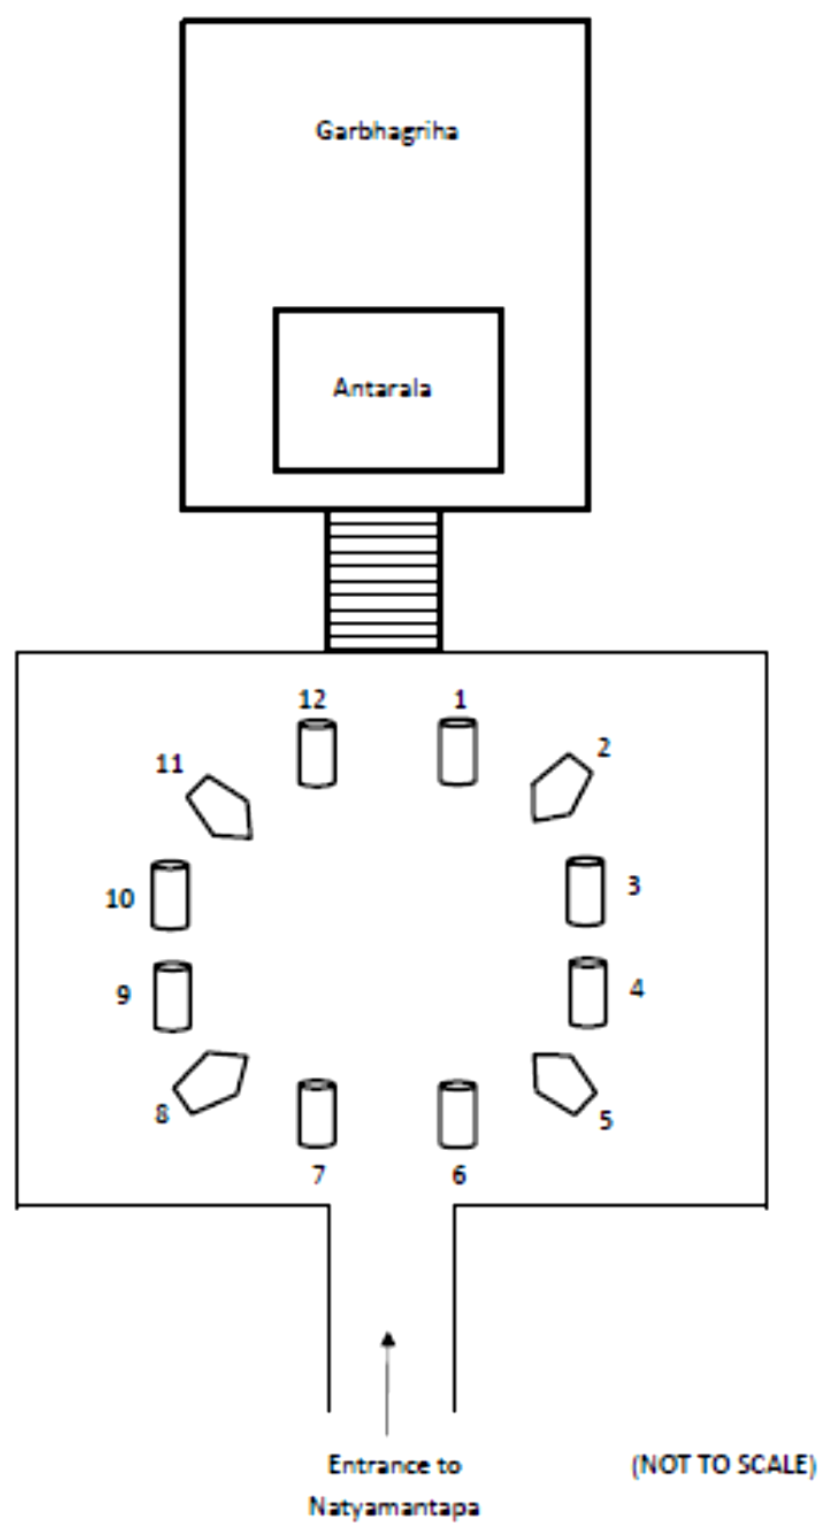 Garbhagriha
Antarala
12 1
11 2
10 3
9 4
8 5
7 6
Entrance to
Natyamantapa
(NOT TO SCALE)